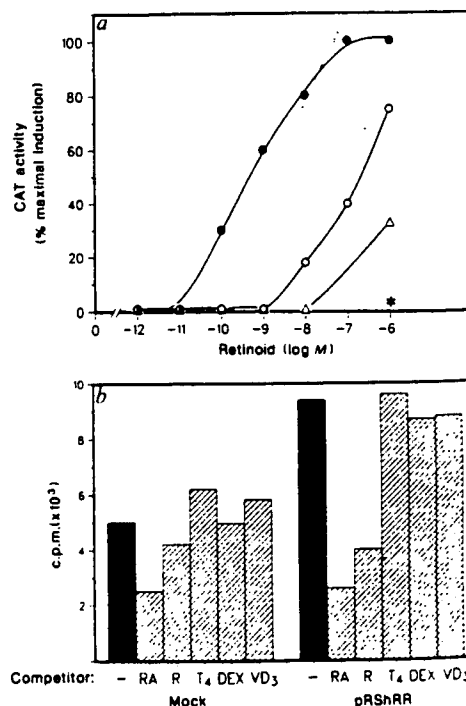 a
100
80
60
40
20
0
CAT activity
(% maximal induction)
0 -12 -11 -10 -9 -8 -7 -6
Retinoid (log M)
*
b
10
8
6
4
2
c.p.m.(×10³)
Competitor: – RA R T₄ DEX VD₃ – RA R T₄ DEX VD₃
Mock pRShRR